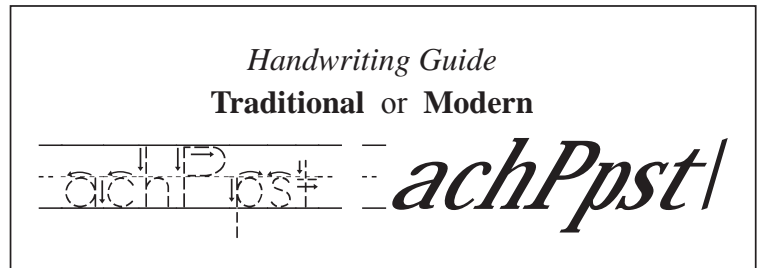 Handwriting Guide
Traditional or Modern
achPpst achPpst/